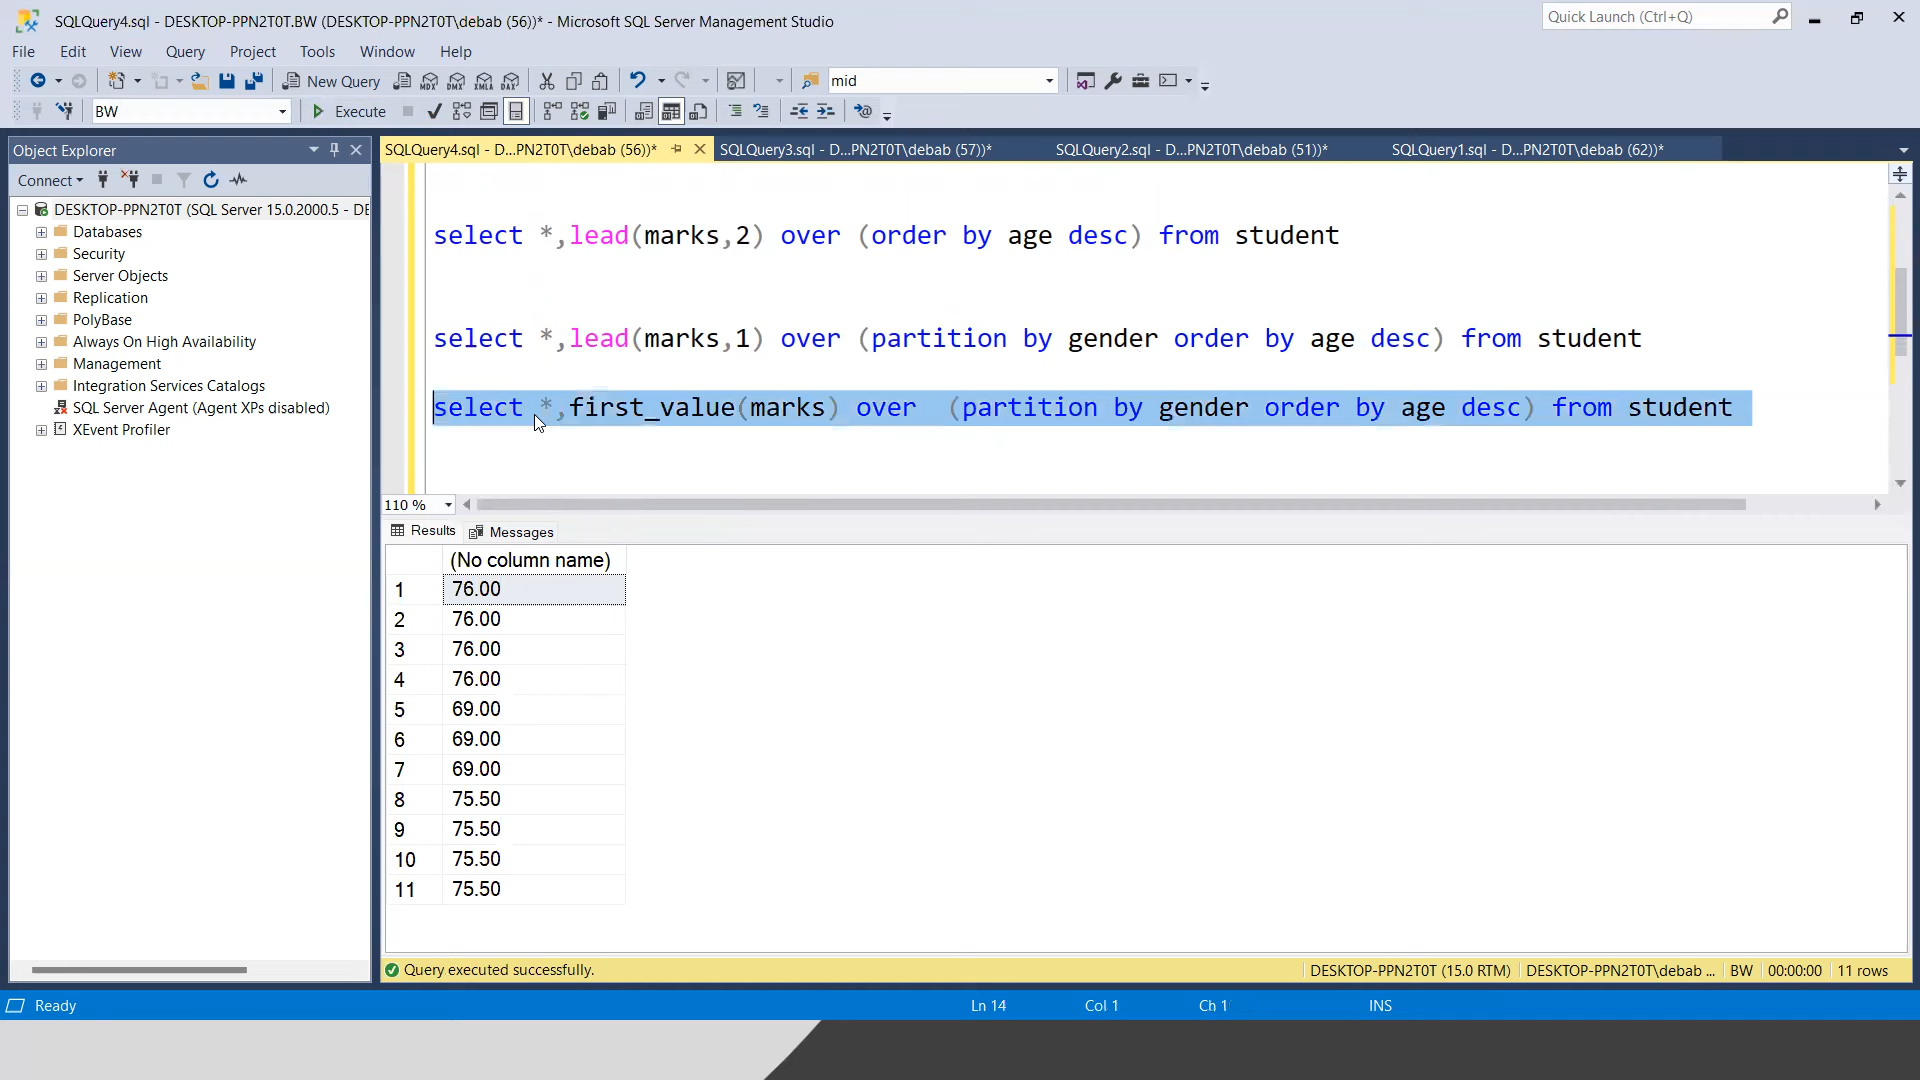 SQLQuery4.sql - DESKTOP-PPN2T0T.BW (DESKTOP-PPN2T0T\debab (56))* - Microsoft SQL Server Management Studio
Quick Launch (Ctrl+Q)
File Edit View Query Project Tools Window Help
New Query MDX DMX XMLA DAX mid
BW Execute
Object Explorer
SQLQuery4.sql - D...PN2T0T\debab (56))* SQLQuery3.sql - D...PN2T0T\debab (57))* SQLQuery2.sql - D...PN2T0T\debab (51))* SQLQuery1.sql - D...PN2T0T\debab (62))*
Connect
DESKTOP-PPN2T0T (SQL Server 15.0.2000.5 - DE
Databases
Security
Server Objects
Replication
PolyBase
Always On High Availability
Management
Integration Services Catalogs
SQL Server Agent (Agent XPs disabled)
XEvent Profiler
select *,lead(marks,2) over (order by age desc) from student
select *,lead(marks,1) over (partition by gender order by age desc) from student
select *,first_value(marks) over  (partition by gender order by age desc) from student
110 %
Results Messages
(No column name)
1 76.00
2 76.00
3 76.00
4 76.00
5 69.00
6 69.00
7 69.00
8 75.50
9 75.50
10 75.50
11 75.50
Query executed successfully. DESKTOP-PPN2T0T (15.0 RTM) DESKTOP-PPN2T0T\debab ... BW 00:00:00 11 rows
Ready Ln 14 Col 1 Ch 1 INS